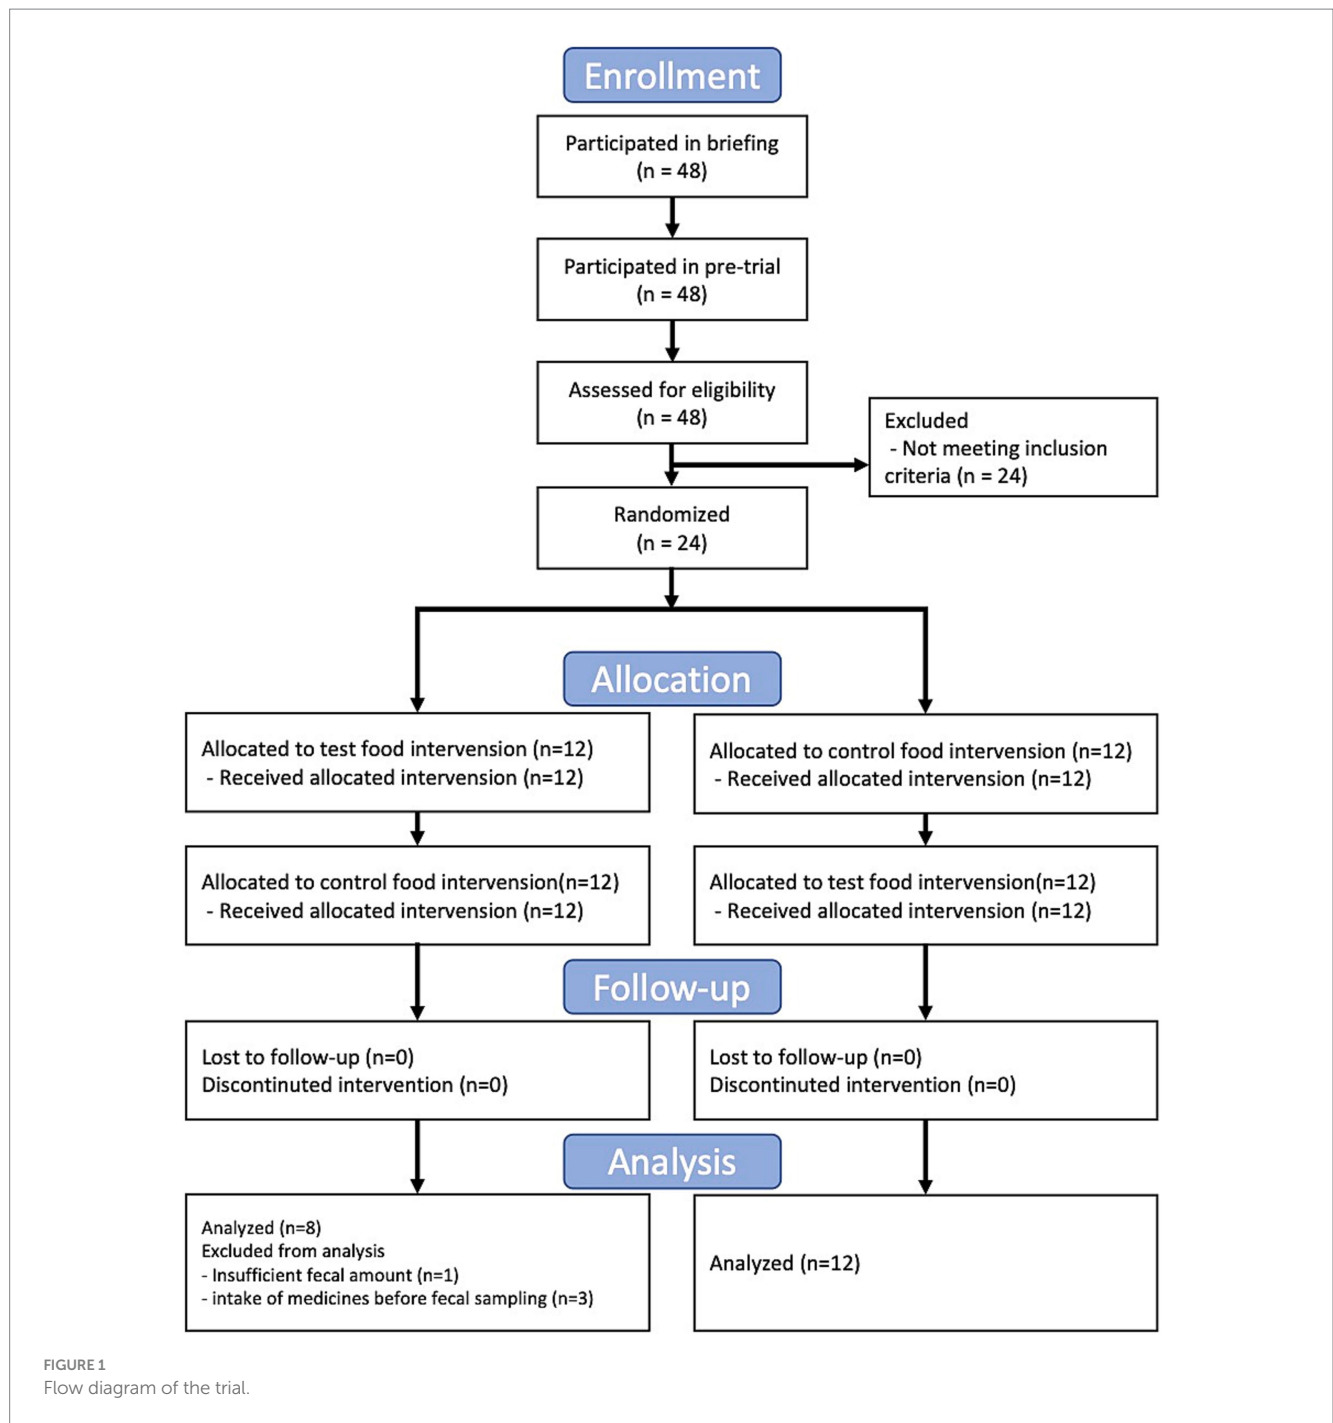 Enrollment
Participated in briefing
(n = 48)
Participated in pre-trial
(n = 48)
Assessed for eligibility
(n = 48)
Excluded
- Not meeting inclusion
criteria (n = 24)
Randomized
(n = 24)
Allocation
Allocated to test food intervention (n=12)
- Received allocated intervention (n=12)
Allocated to control food intervention (n=12)
- Received allocated intervention (n=12)
Allocated to control food intervention(n=12)
- Received allocated intervention (n=12)
Allocated to test food intervention(n=12)
- Received allocated intervention (n=12)
Follow-up
Lost to follow-up (n=0)
Discontinuted intervention (n=0)
Lost to follow-up (n=0)
Discontinuted intervention (n=0)
Analysis
Analyzed (n=8)
Excluded from analysis
- Insufficient fecal amount (n=1)
- intake of medicines before fecal sampling (n=3)
Analyzed (n=12)
FIGURE 1
Flow diagram of the trial.